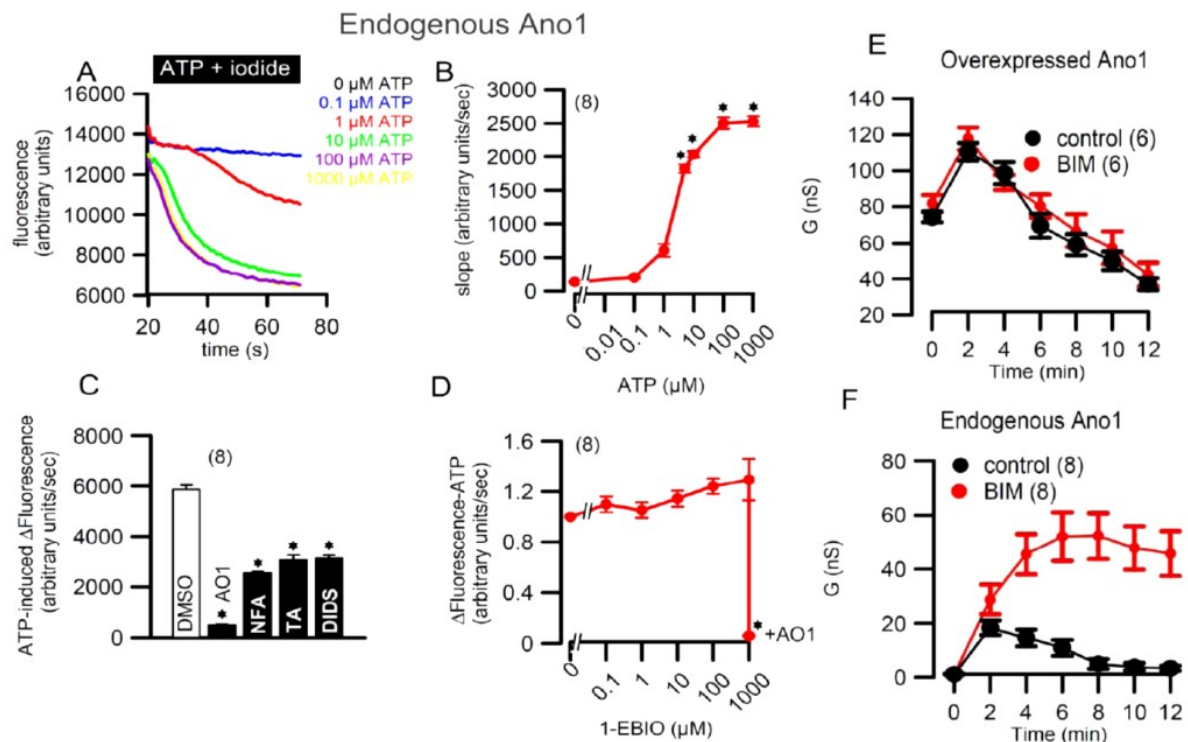 Endogenous Ano1
A
ATP + iodide
0 µM ATP
0.1 µM ATP
1 µM ATP
10 µM ATP
100 µM ATP
1000 µM ATP
16000
14000
12000
10000
8000
6000
fluorescence
(arbitrary units)
20 40 60 80
time (s)
B
(8)
3000
2500
2000
1500
1000
500
0
slope (arbitrary units/sec)
* * * *
0 0.01 0.1 1 10 100 1000
ATP (µM)
E
Overexpressed Ano1
control (6)
BIM (6)
120
100
80
60
40
20
G (nS)
0 2 4 6 8 10 12
Time (min)
C
(8)
8000
6000
4000
2000
0
ATP-induced ΔFluorescence
(arbitrary units/sec)
DMSO
AO1
NFA
TA
DIDS
* * * *
D
(8)
1.6
1.2
0.8
0.4
0
ΔFluorescence-ATP
(arbitrary units/sec)
* +AO1
0 0.1 1 10 100 1000
1-EBIO (µM)
F
Endogenous Ano1
control (8)
BIM (8)
80
60
40
20
0
G (nS)
0 2 4 6 8 10 12
Time (min)